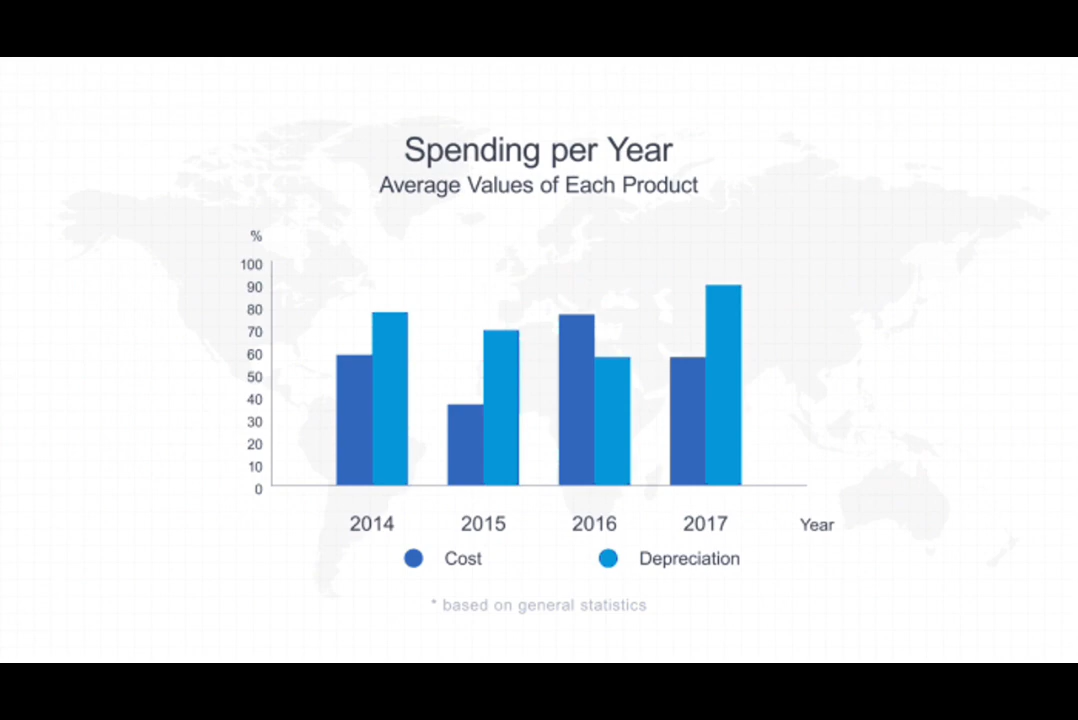 Spending per Year
Average Values of Each Product
%
100
90
80
70
60
50
40
30
20
10
0
2014 2015 2016 2017 Year
Cost Depreciation
* based on general statistics